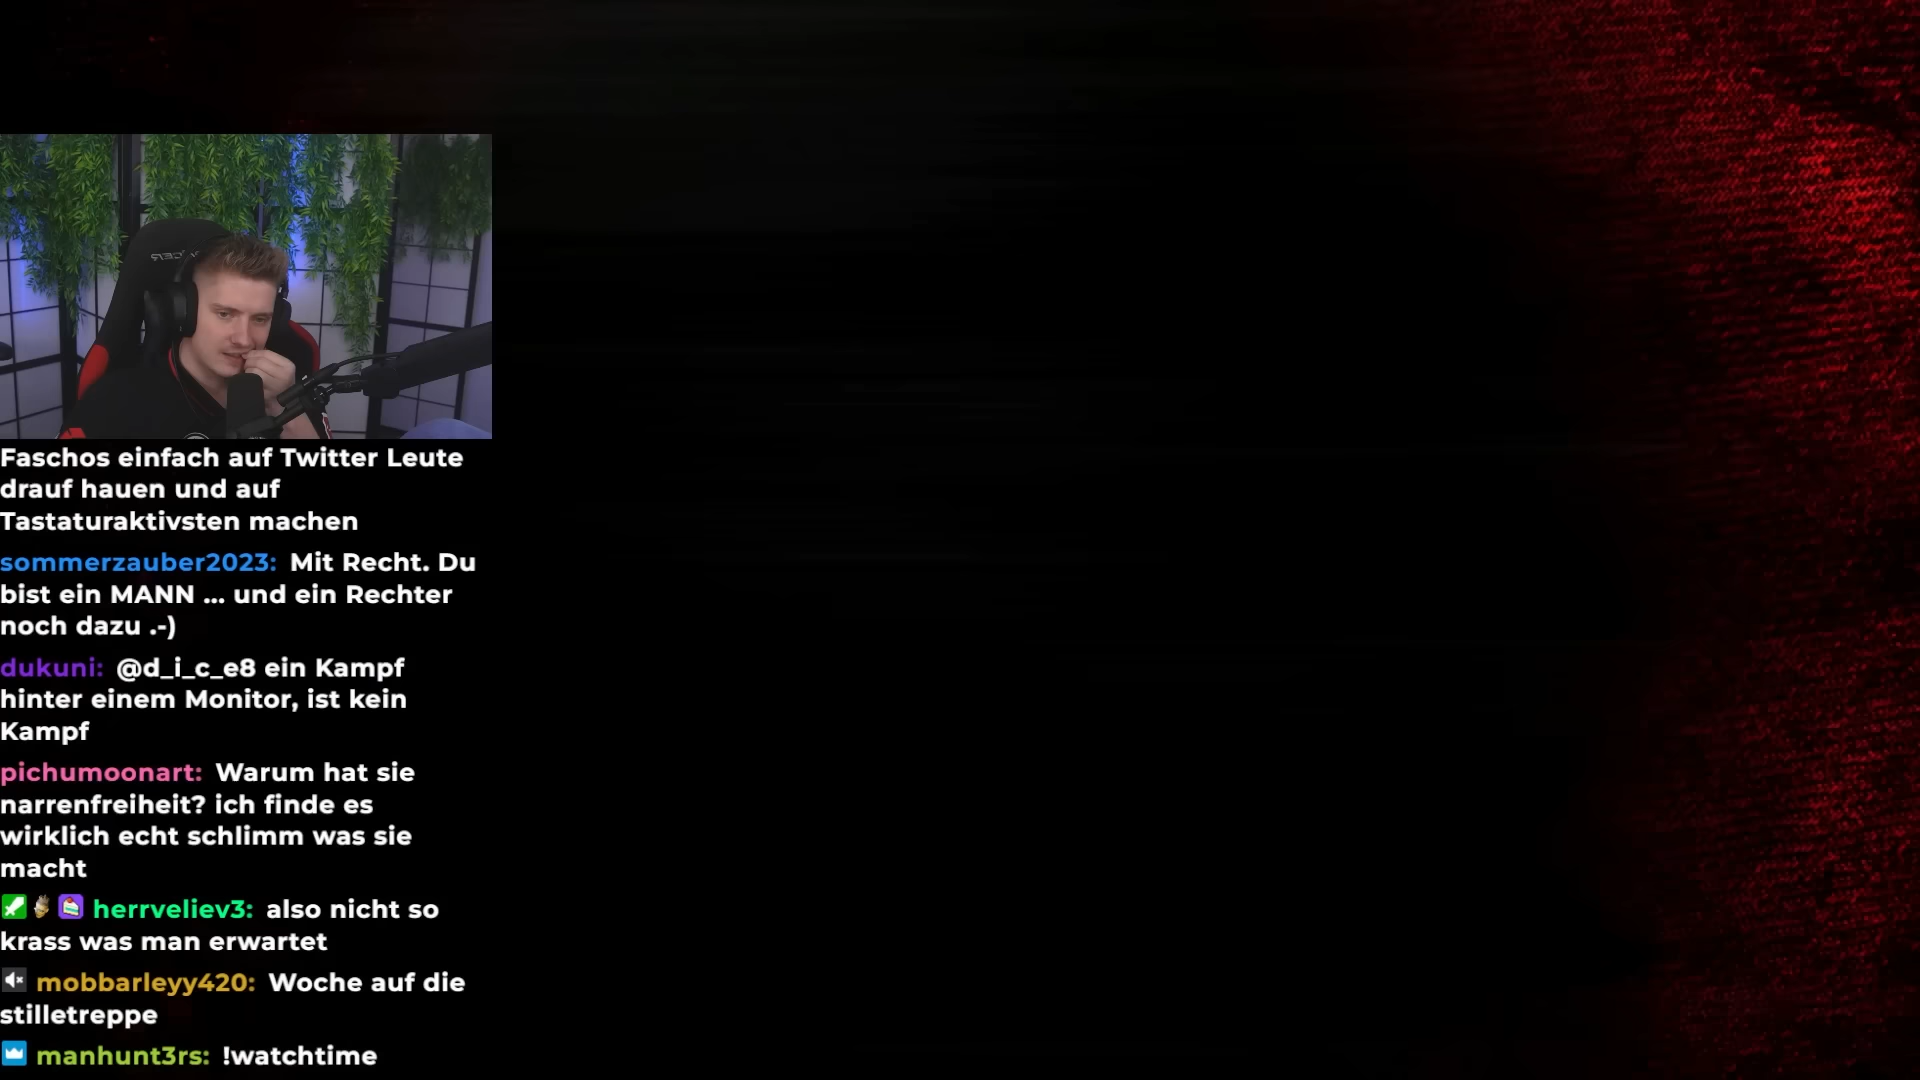 Faschos einfach auf Twitter Leute
drauf hauen und auf
Tastaturaktivsten machen
sommerzauber2023: Mit Recht. Du
bist ein MANN ... und ein Rechter
noch dazu .-)
dukuni: @d_i_c_e8 ein Kampf
hinter einem Monitor, ist kein
Kampf
pichumoonart: Warum hat sie
narrenfreiheit? ich finde es
wirklich echt schlimm was sie
macht
herrveliev3: also nicht so
krass was man erwartet
mobbarleyy420: Woche auf die
stilletreppe
manhunt3rs: !watchtime